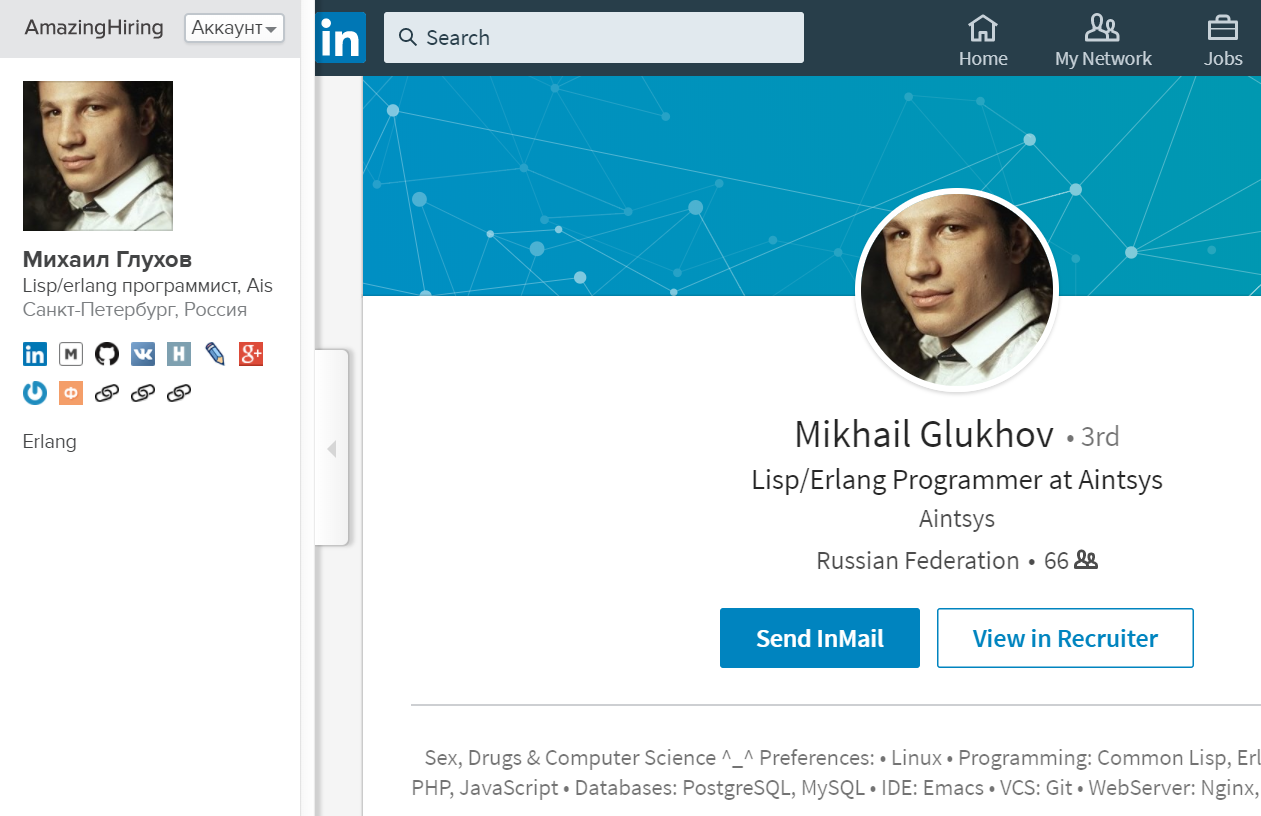 AmazingHiring
Аккаунт
Михаил Глухов
Lisp/erlang программист, Ais
Санкт-Петербург, Россия
in M VK H g+
Ф
Erlang
in
Search
Home
My Network
Jobs
Mikhail Glukhov • 3rd
Lisp/Erlang Programmer at Aintsys
Aintsys
Russian Federation • 66
Send InMail
View in Recruiter
Sex, Drugs & Computer Science ^_^ Preferences: • Linux • Programming: Common Lisp, Erl
PHP, JavaScript • Databases: PostgreSQL, MySQL • IDE: Emacs • VCS: Git • WebServer: Nginx,